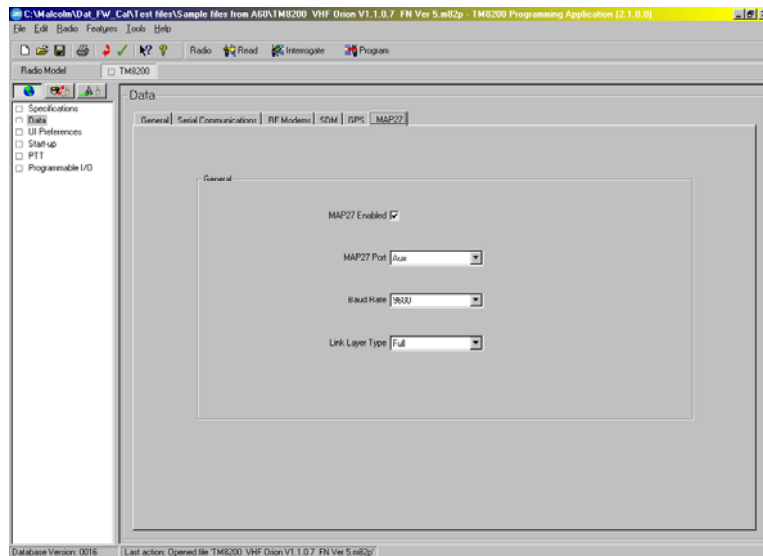 C:\Malcolm\Dat_FW_Cal\Test files\Sample files from A60\TM8200 VHF Orion V1.1.0.7 FN Ver 5.m82p - TM8200 Programming Application (2.1.0.0)
File Edit Radio Features Tools Help
Radio Read Interrogate Program
Radio Model TM8200
Specifications
Data
UI Preferences
Start-up
PTT
Programmable I/O
Data
General Serial Communications RF Modems SDM GPS MAP27
General
MAP27 Enabled
MAP27 Port Aux
Baud Rate 9600
Link Layer Type Full
Database Version: 0016 Last action: Opened file 'TM8200 VHF Orion V1.1.0.7 FN Ver 5.m82p'